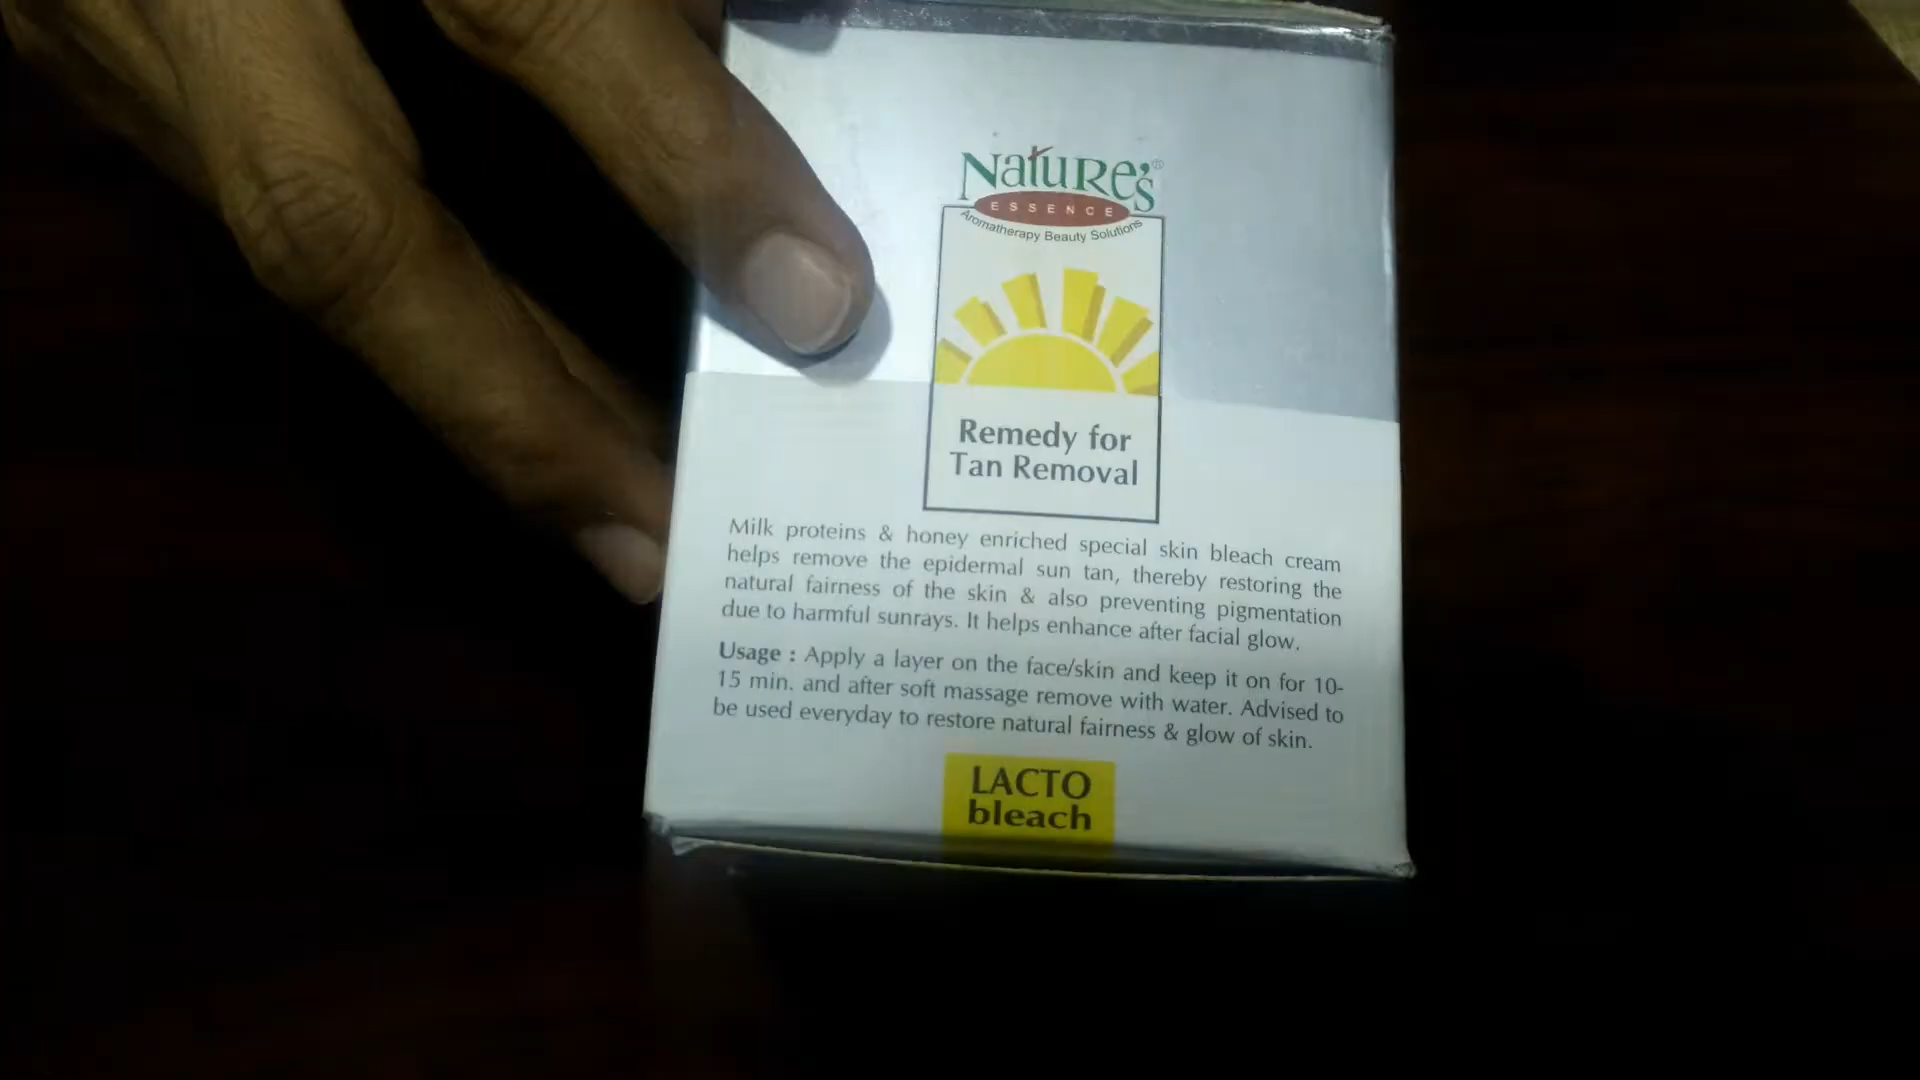 Nature's®
ESSENCE
Aromatherapy Beauty Solutions
Remedy for
Tan Removal
Milk proteins & honey enriched special skin bleach cream
helps remove the epidermal sun tan, thereby restoring the
natural fairness of the skin & also preventing pigmentation
due to harmful sunrays. It helps enhance after facial glow.
Usage : Apply a layer on the face/skin and keep it on for 10-
15 min. and after soft massage remove with water. Advised to
be used everyday to restore natural fairness & glow of skin.
LACTO
bleach